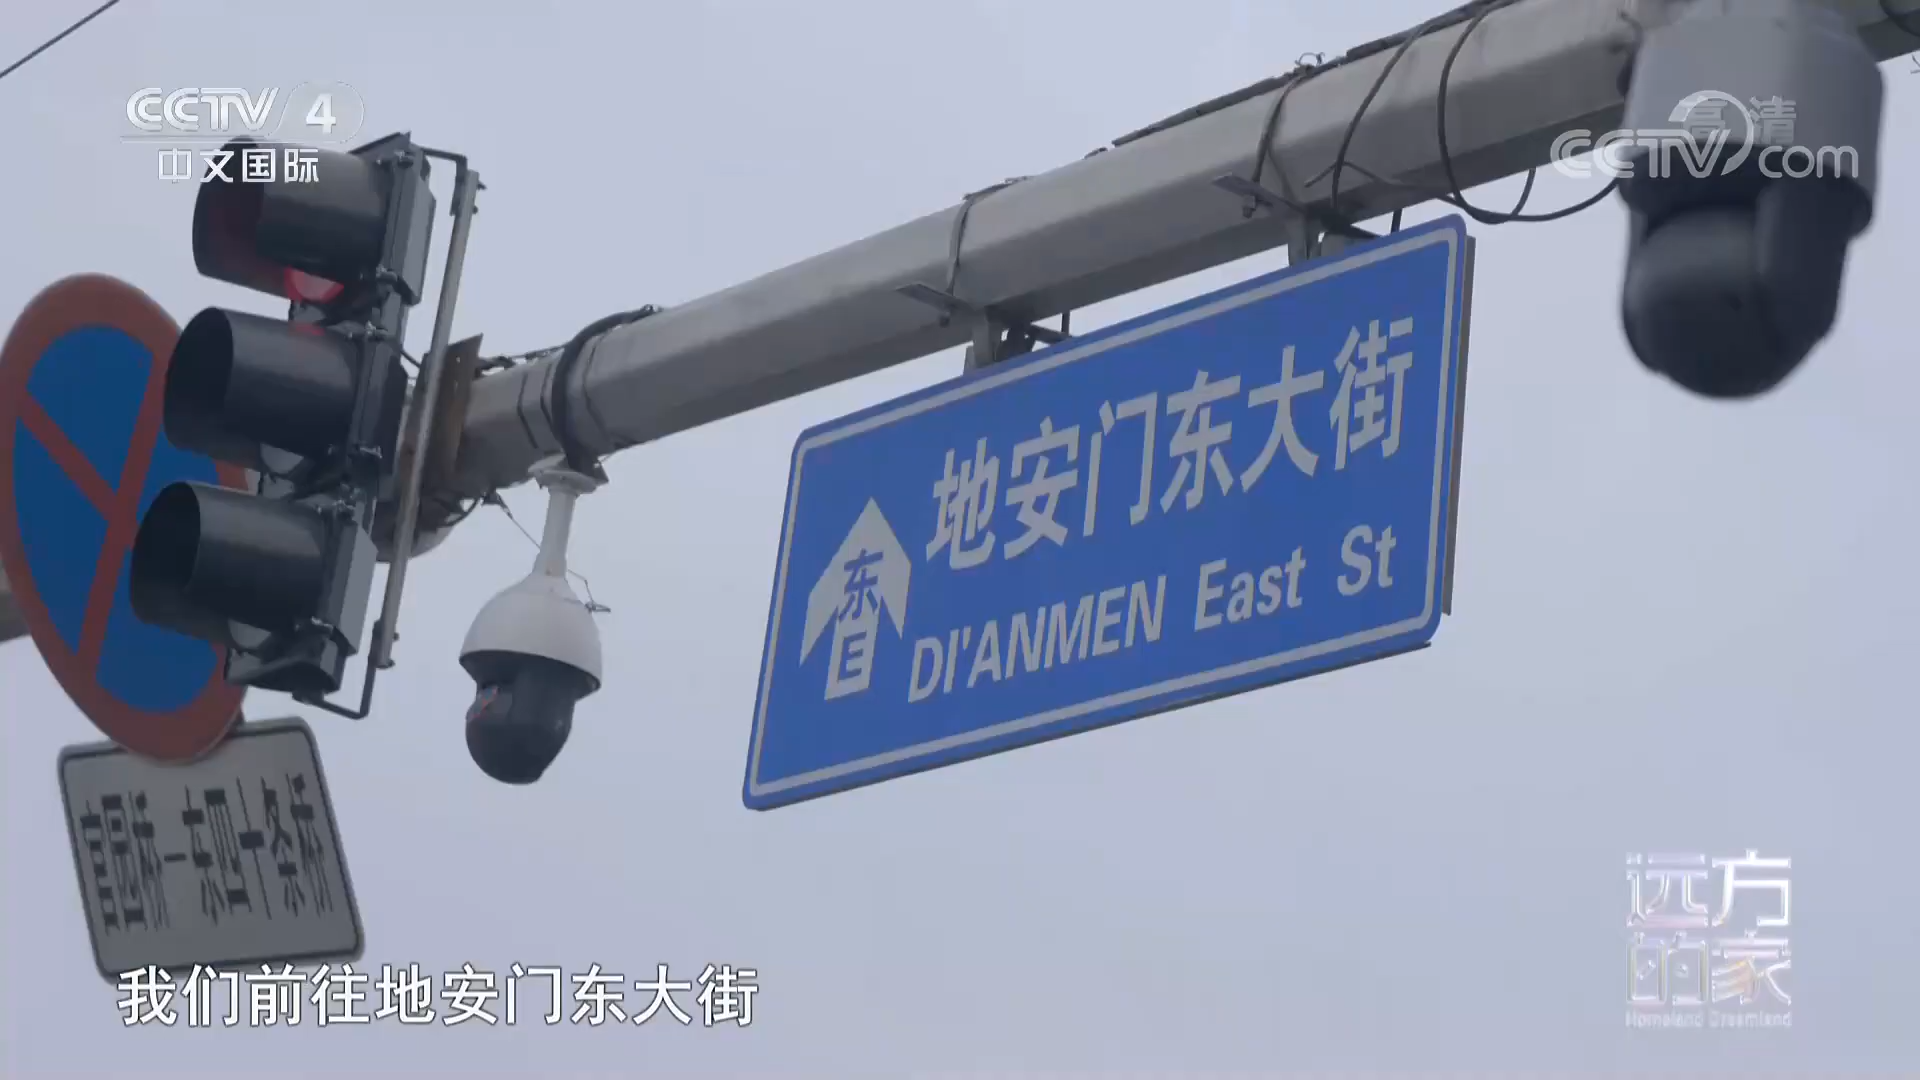 CCTV 4
中文国际
高清
CCTV.com
地安门东大街
东
DI'ANMEN East St
官园桥—东四十条桥
远方
的家
Homeland Dreamland
我们前往地安门东大街